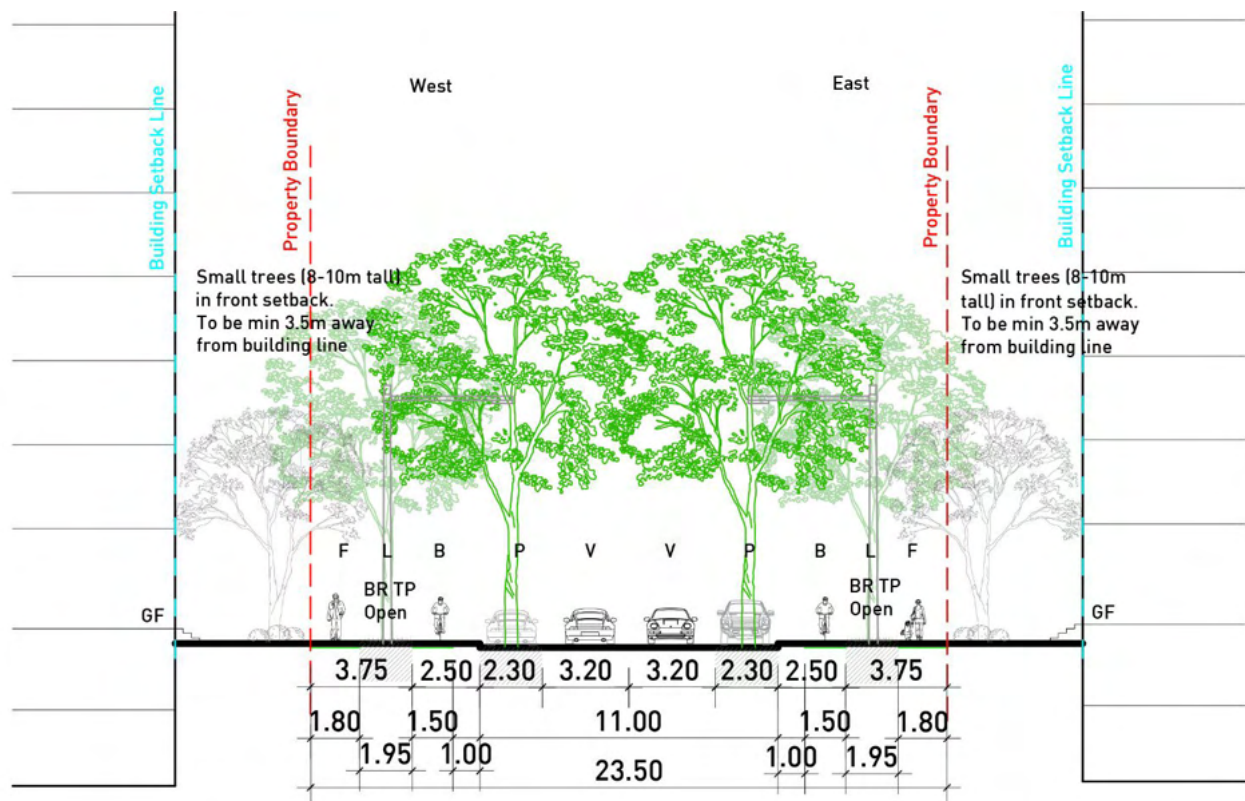 West
East
Building Setback Line
Property Boundary
Property Boundary
Building Setback Line
Small trees (8-10m tall)
in front setback.
To be min 3.5m away
from building line
Small trees (8-10m
tall) in front setback.
To be min 3.5m away
from building line
F L B P V V P B L F
BR TP
Open
BR TP
Open
GF
GF
3.75 2.50 2.30 3.20 3.20 2.30 2.50 3.75
1.80 1.50 11.00 1.50 1.80
1.95 1.00 1.00 1.95
23.50